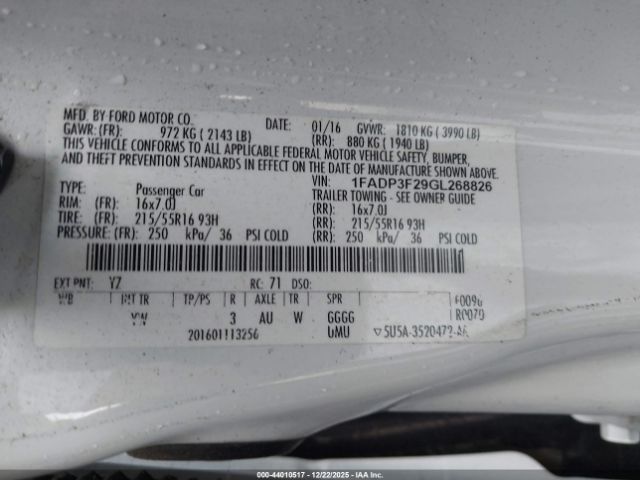 MFD. BY FORD MOTOR CO.
DATE: 01/16 GVWR: 1810 KG ( 3990 LB)
GAWR: (FR): 972 KG ( 2143 LB) (RR): 880 KG ( 1940 LB)
THIS VEHICLE CONFORMS TO ALL APPLICABLE FEDERAL MOTOR VEHICLE SAFETY, BUMPER,
AND THEFT PREVENTION STANDARDS IN EFFECT ON THE DATE OF MANUFACTURE SHOWN ABOVE.
VIN: 1FADP3F29GL268826
TYPE: Passenger Car TRAILER TOWING - SEE OWNER GUIDE
RIM: (FR): 16x7.0J (RR): 16x7.0J
TIRE: (FR): 215/55R16 93H (RR): 215/55R16 93H
PRESSURE: (FR): 250 kPa/ 36 PSI COLD (RR): 250 kPa/ 36 PSI COLD
EXT PNT: YZ RC: 71 DSO:
WB INT TR TP/PS R AXLE TR SPR
YW 3 AU W GGGG
201601113256
000-44010517 - 12/22/2025 - IAAI.COM